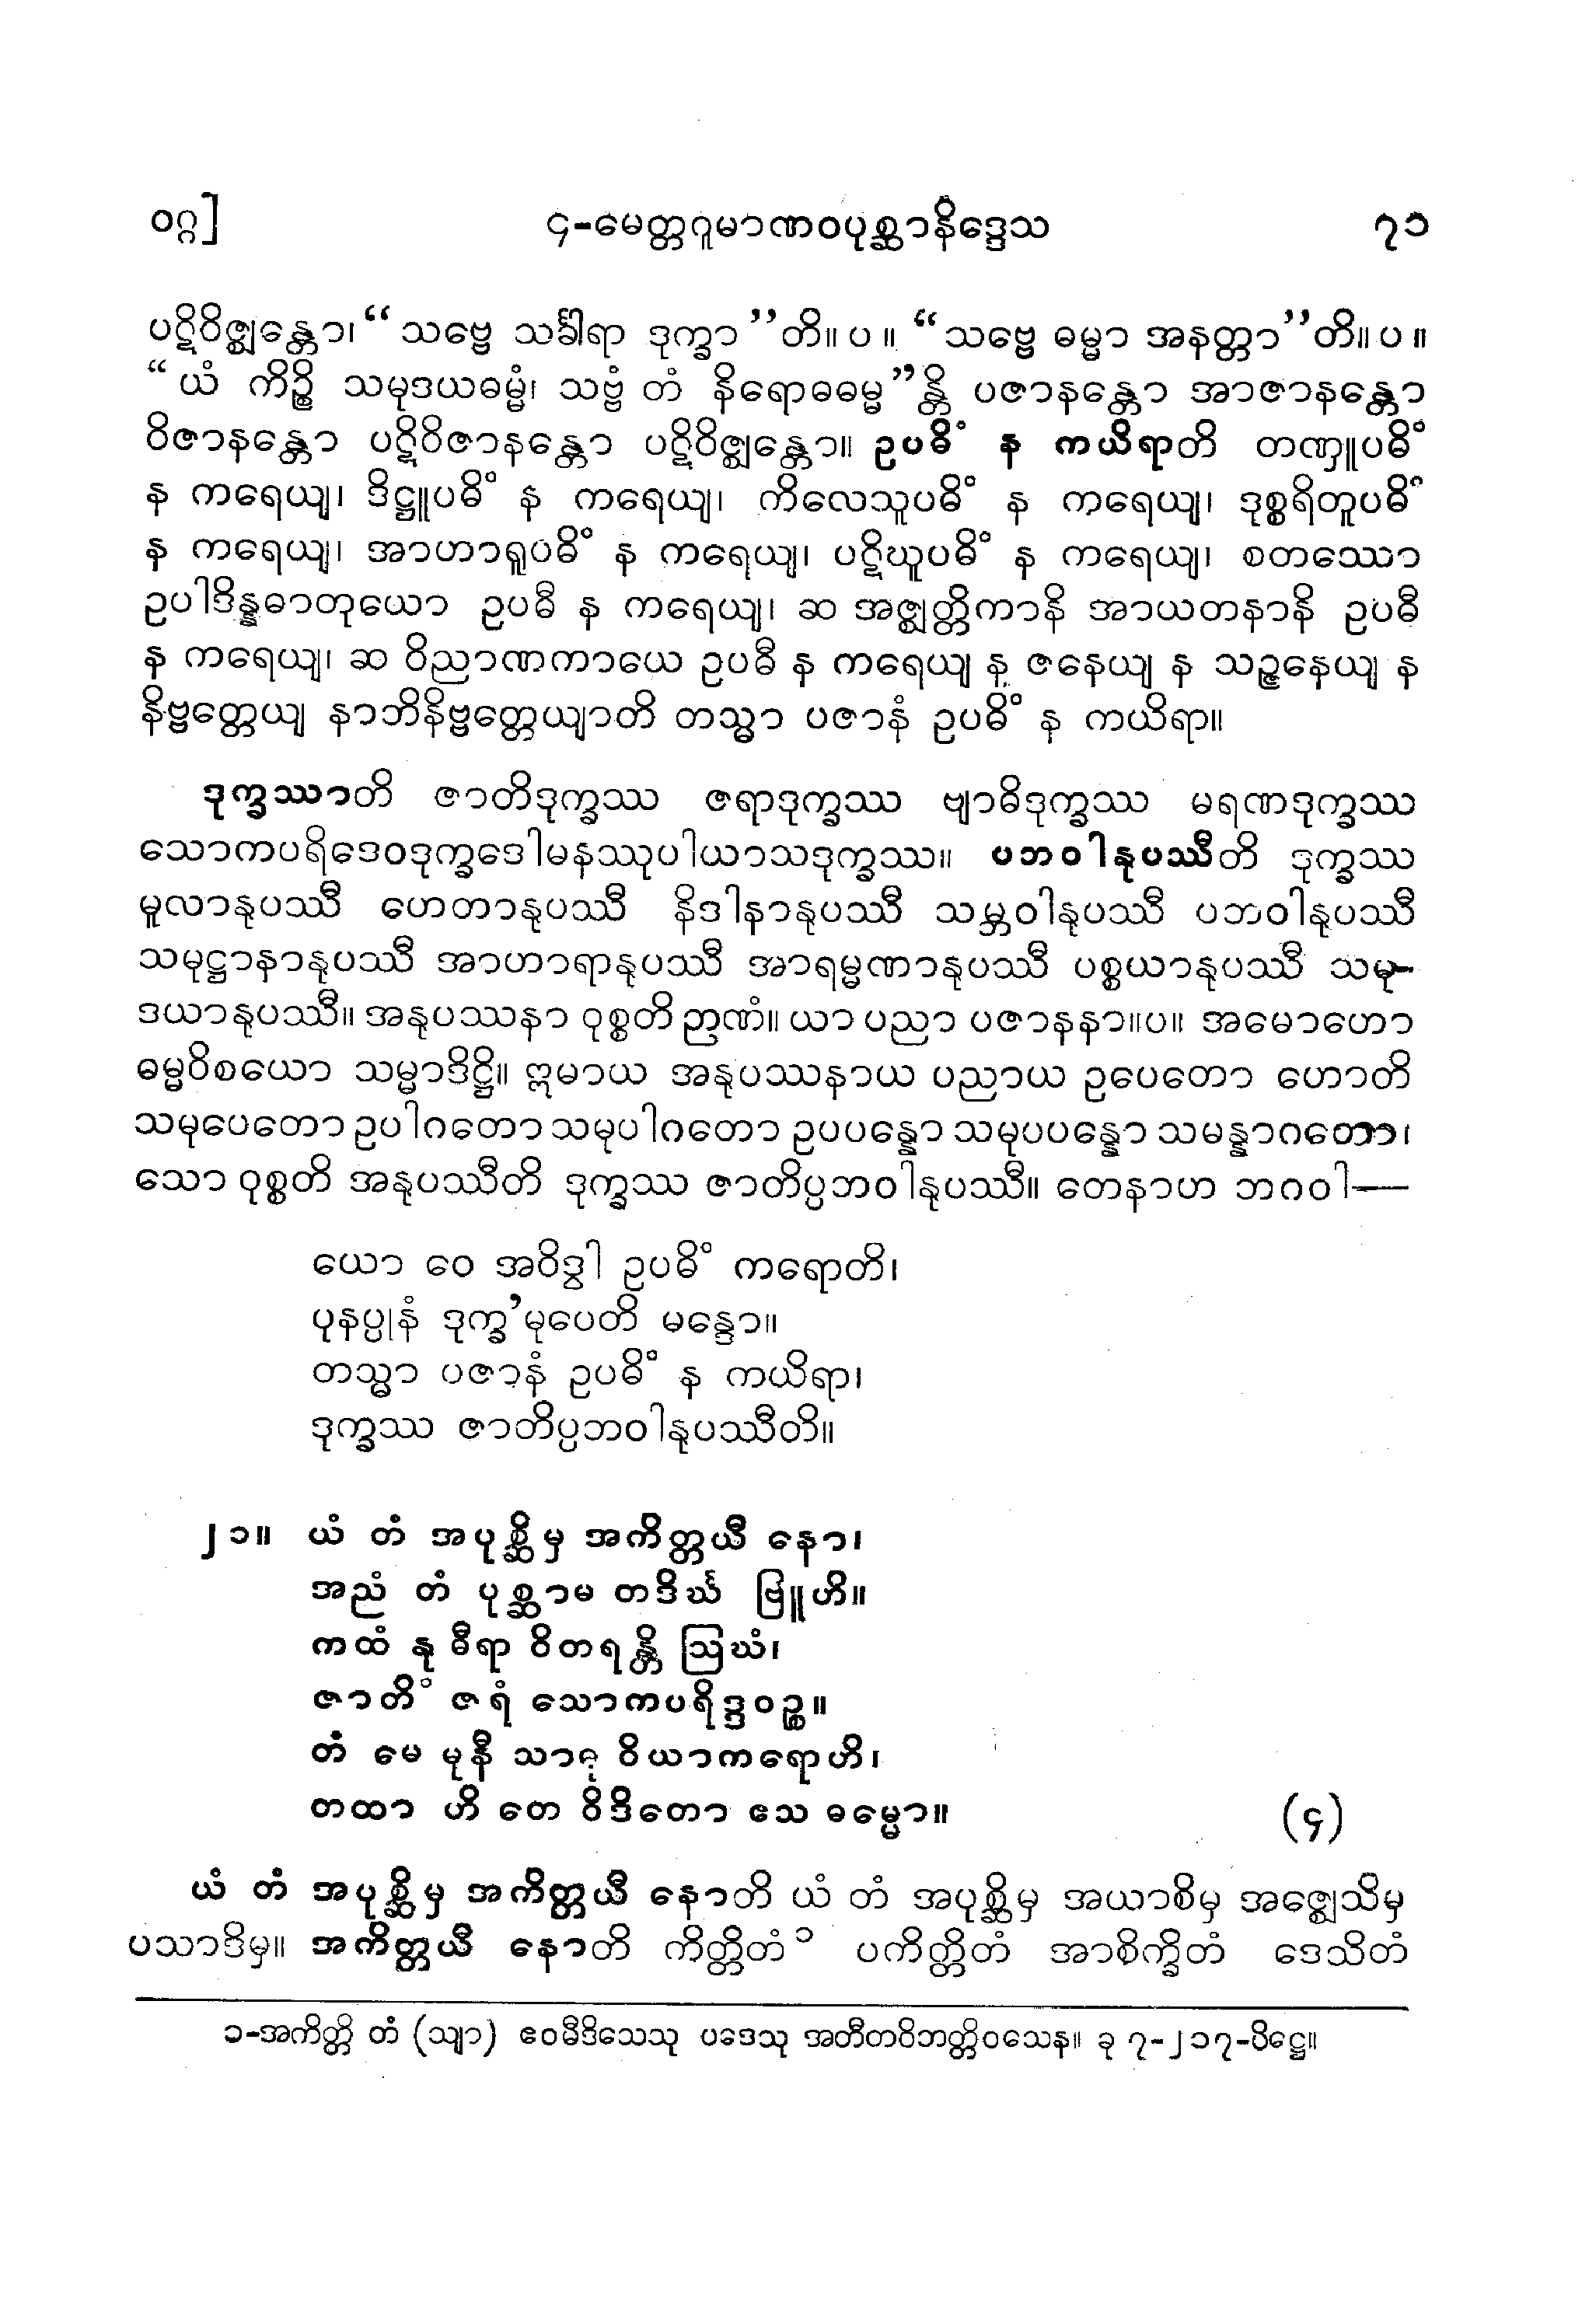 ၀ဂ္ဂ] ၄-မေတ္တဂူမာဏဝပုစ္ဆာနိဒ္ဒေသ ၇၁
ပဋိဝိဇ္ဈန္တော၊ “သဗ္ဗေ သင်္ခါရာ ဒုက္ခာ”တိ။ ပ ။ “သဗ္ဗေ ဓမ္မာ အနတ္တာ”တိ။ ပ ။
“ယံ ကိဉ္စိ သမုဒယဓမ္မံ၊ သဗ္ဗံ တံ နိရောဓဓမ္မ”န္တိ ပဇာနန္တော အာဇာနန္တော
ဝိဇာနန္တော ပဋိဝိဇာနန္တော ပဋိဝိဇ္ဈန္တော။ ဥပဓိံ န ကယိရာတိ တဏှူပဓိံ
န ကရေယျ၊ ဒိဋ္ဌူပဓိံ န ကရေယျ၊ ကိလေသူပဓိံ န ကရေယျ၊ ဒုစ္စရိတူပဓိံ
န ကရေယျ၊ အာဟာရူပဓိံ န ကရေယျ၊ ပဋိဃူပဓိံ န ကရေယျ၊ စတဿော
ဥပါဒိန္နဓာတုယော ဥပဓီ န ကရေယျ၊ ဆ အဇ္ဈတ္တိကာနိ အာယတနာနိ ဥပဓီ
န ကရေယျ၊ ဆ ဝိညာဏကာယေ ဥပဓီ န ကရေယျ န ဇနေယျ န သဉ္ဇနေယျ န
နိဗ္ဗတ္တေယျ နာဘိနိဗ္ဗတ္တေယျာတိ တသ္မာ ပဇာနံ ဥပဓိံ န ကယိရာ။
ဒုက္ခဿာတိ ဇာတိဒုက္ခဿ ဇရာဒုက္ခဿ ဗျာဓိဒုက္ခဿ မရဏဒုက္ခဿ
သောကပရိဒေဝဒုက္ခဒေါမနဿုပါယာသဒုက္ခဿ။ ပဘဝါနုပဿီတိ ဒုက္ခဿ
မူလာနုပဿီ ဟေတာနုပဿီ နိဒါနာနုပဿီ သမ္ဘဝါနုပဿီ ပဘဝါနုပဿီ
သမုဋ္ဌာနာနုပဿီ အာဟာရာနုပဿီ အာရမ္မဏာနုပဿီ ပစ္စယာနုပဿီ သမု-
ဒယာနုပဿီ။ အနုပဿနာ ဝုစ္စတိ ဉာဏံ။ ယာ ပညာ ပဇာနနာ။ပ။ အမောဟော
ဓမ္မဝိစယော သမ္မာဒိဋ္ဌိ။ ဣမာယ အနုပဿနာယ ပညာယ ဥပေတော ဟောတိ
သမုပေတော ဥပါဂတော သမုပါဂတော ဥပပန္နော သမုပပန္နော သမန္နာဂတော၊
သော ဝုစ္စတိ အနုပဿီတိ ဒုက္ခဿ ဇာတိပ္ပဘဝါနုပဿီ။ တေနာဟ ဘဂဝါ—
ယော ဝေ အဝိဒွါ ဥပဓိံ ကရောတိ၊
ပုနပ္ပုနံ ဒုက္ခ’မုပေတိ မန္ဒော။
တသ္မာ ပဇာနံ ဥပဓိံ န ကယိရာ၊
ဒုက္ခဿ ဇာတိပ္ပဘဝါနုပဿီတိ။
၂၁။ ယံ တံ အပုစ္ဆိမှ အကိတ္တယီ နော၊
အညံ တံ ပုစ္ဆာမ တဒိင်္ဃ ဗြူဟိ။
ကထံ နု ဓီရာ ဝိတရန္တိ ဩဃံ၊
ဇာတိံ ဇရံ သောကပရိဒ္ဒဝဉ္စ။
တံ မေ မုနီ သာဓု ဝိယာကရောဟိ၊
တထာ ဟိ တေ ဝိဒိတော ဧသ ဓမ္မော။ (၄)
ယံ တံ အပုစ္ဆိမှ အကိတ္တယီ နောတိ ယံ တံ အပုစ္ဆိမှ အယာစိမှ အဇ္ဈေသိမှ
ပသာဒိမှ။ အကိတ္တယီ နောတိ ကိတ္တိတံ၁ ပကိတ္တိတံ အာစိက္ခိတံ ဒေသိတံ
၁-အကိတ္တိ တံ (သျာ) ဧဝမီဒိသေသု ပဒေသု အတီတဝိဘတ္တိဝသေန။ ခု ၇-၂၁၇-ပိဋ္ဌေ။